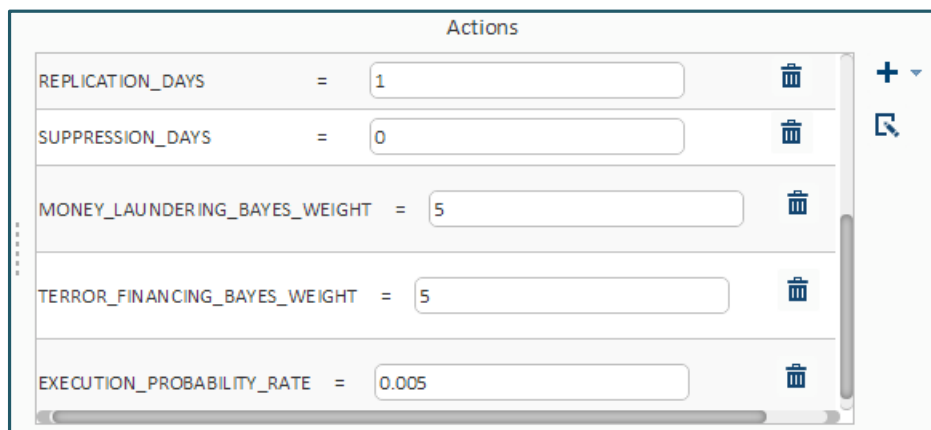 Actions
REPLICATION_DAYS = 1
SUPPRESSION_DAYS = 0
MONEY_LAUNDERING_BAYES_WEIGHT = 5
TERROR_FINANCING_BAYES_WEIGHT = 5
EXECUTION_PROBABILITY_RATE = 0.005